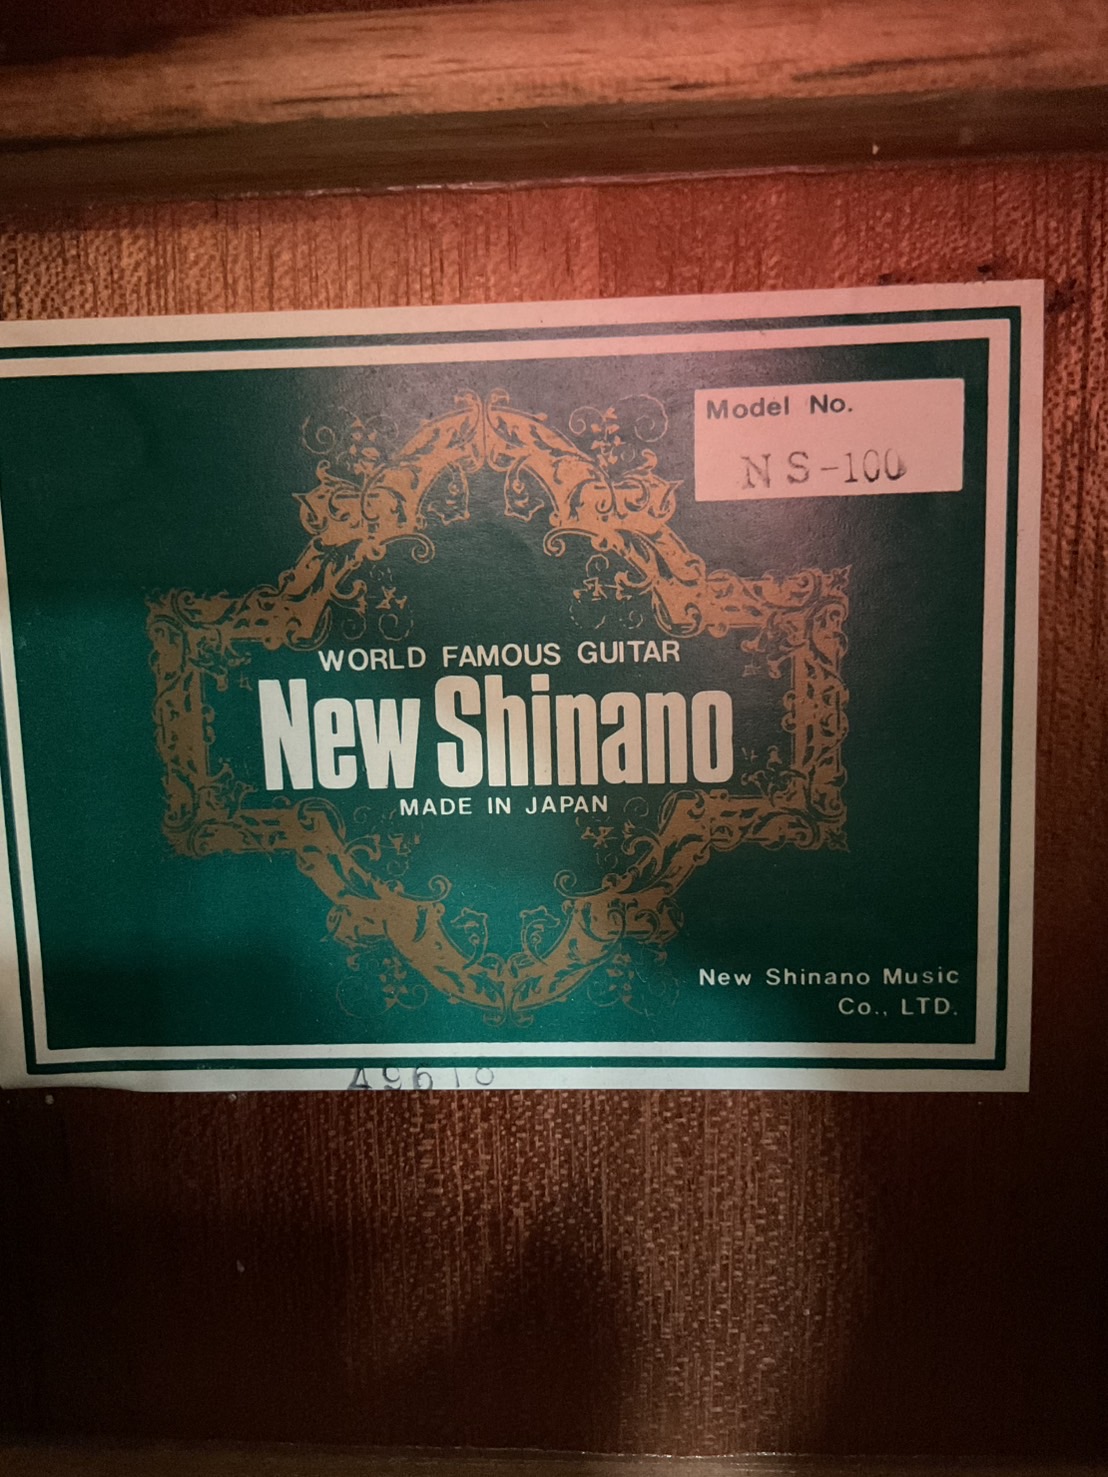 Model No.
NS-100
WORLD FAMOUS GUITAR
New Shinano
MADE IN JAPAN
New Shinano Music
Co., LTD.